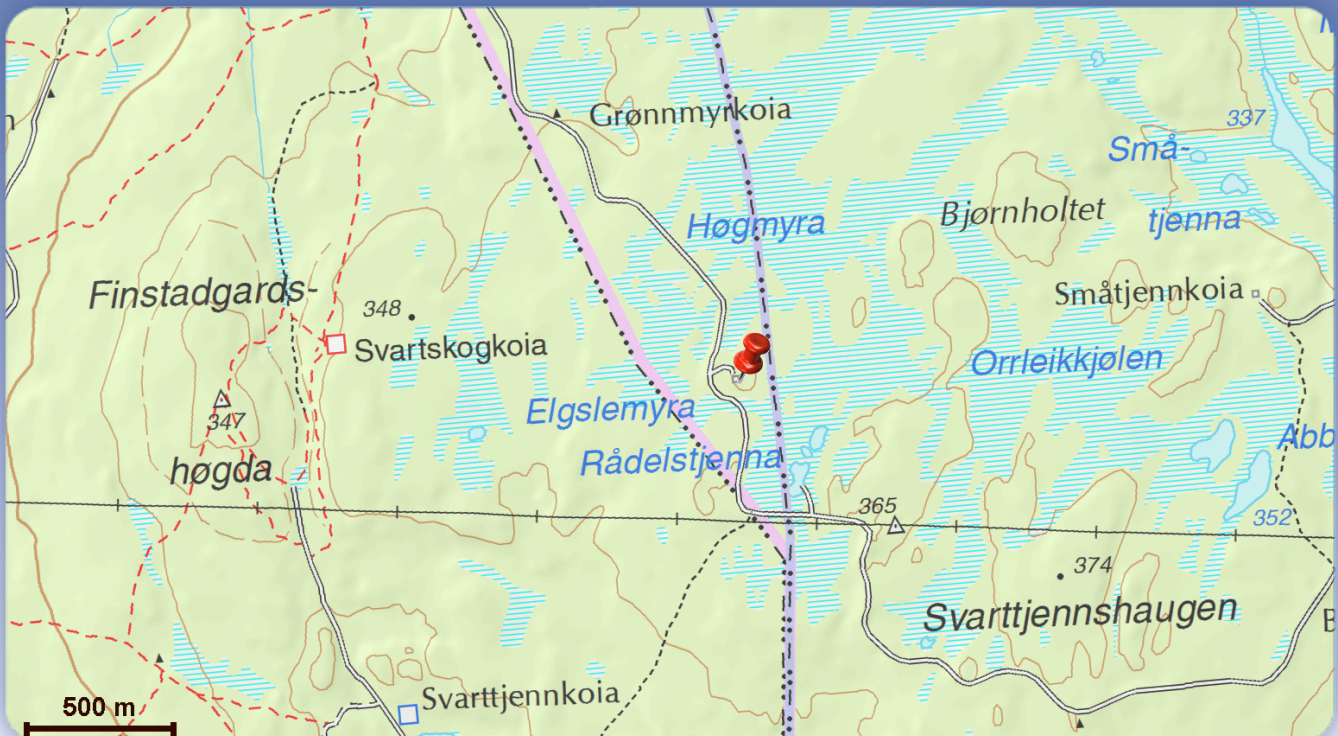 Grønnmyrkoia
337
Små-
tjenna
Høgmyra
Bjørnholtet
Finstadgards-
høgda
348
Svartskogkoia
Småtjennkoia
Orrleikkjølen
347
Elgslemyra
Rådelstjenna
Abb
365
352
374
Svarttjennshaugen
Svarttjennkoia
500 m